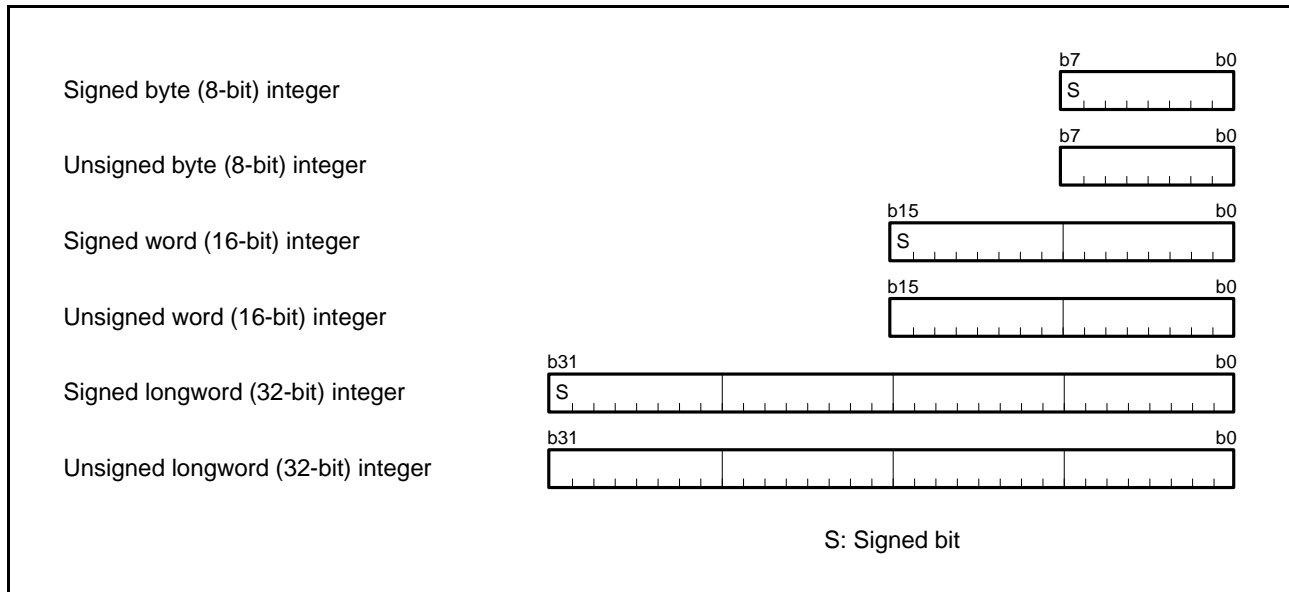 b7 b0
Signed byte (8-bit) integer S
b7 b0
Unsigned byte (8-bit) integer
b15 b0
Signed word (16-bit) integer S
b15 b0
Unsigned word (16-bit) integer
b31 b0
Signed longword (32-bit) integer S
b31 b0
Unsigned longword (32-bit) integer
S: Signed bit